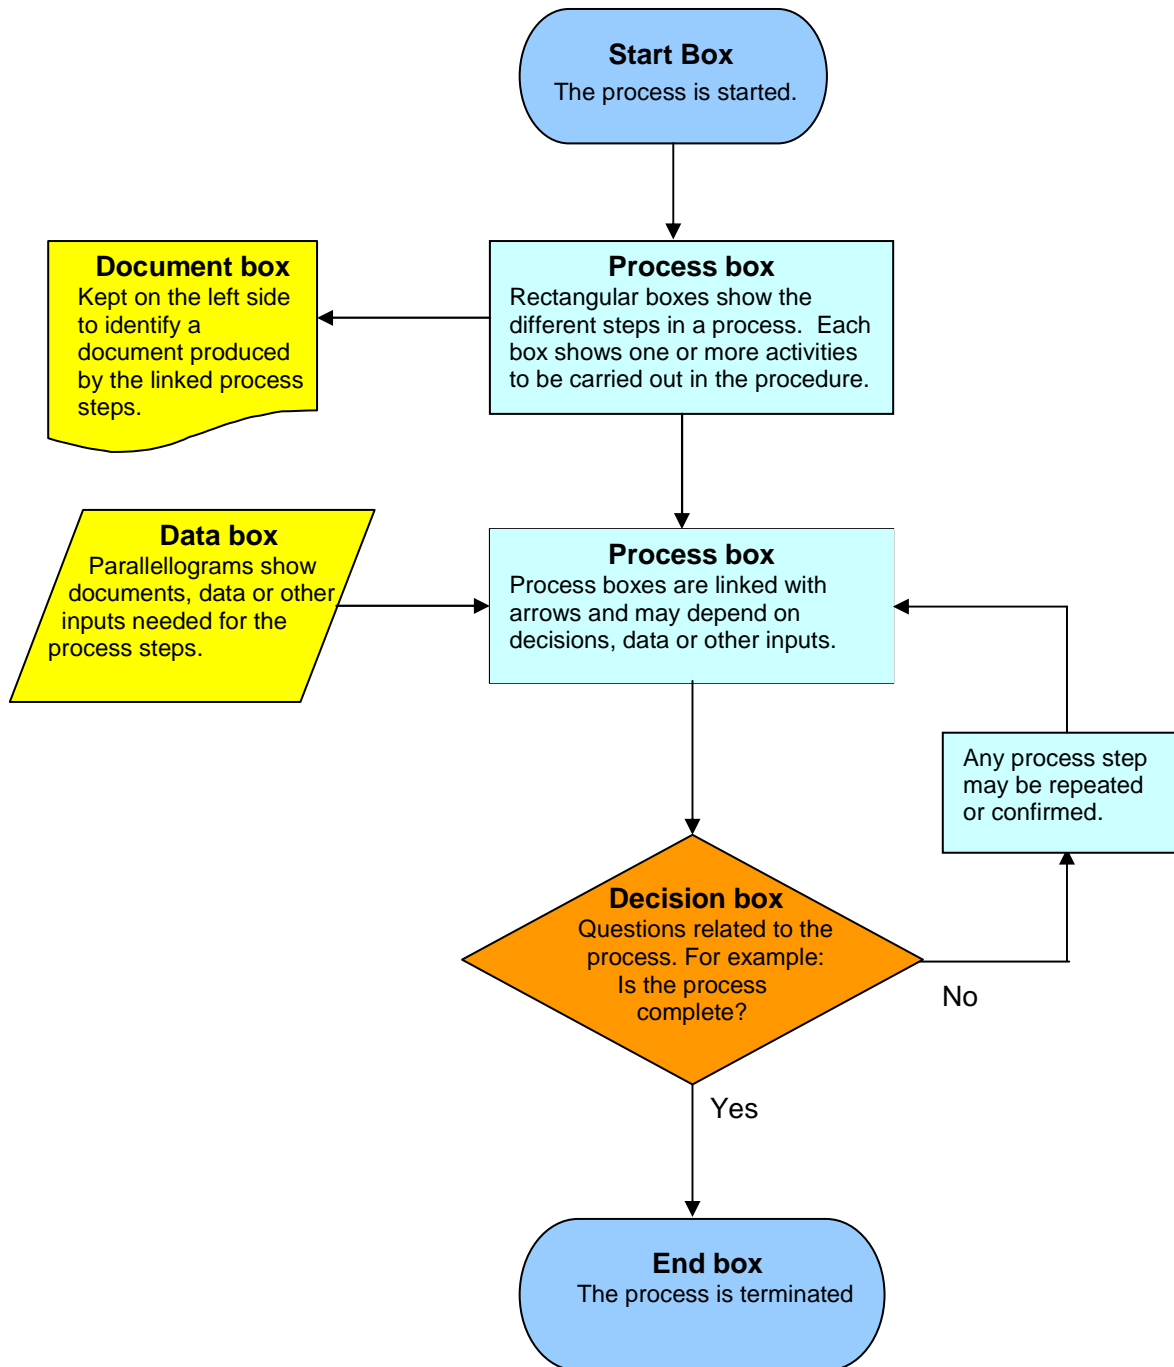 Start Box
The process is started.
Document box
Kept on the left side
to identify a
document produced
by the linked process
steps.
Process box
Rectangular boxes show the
different steps in a process.  Each
box shows one or more activities
to be carried out in the procedure.
Data box
Parallellograms show
documents, data or other
inputs needed for the
process steps.
Process box
Process boxes are linked with
arrows and may depend on
decisions, data or other inputs.
Any process step
may be repeated
or confirmed.
Decision box
Questions related to the
process. For example:
Is the process
complete?
No
Yes
End box
The process is terminated